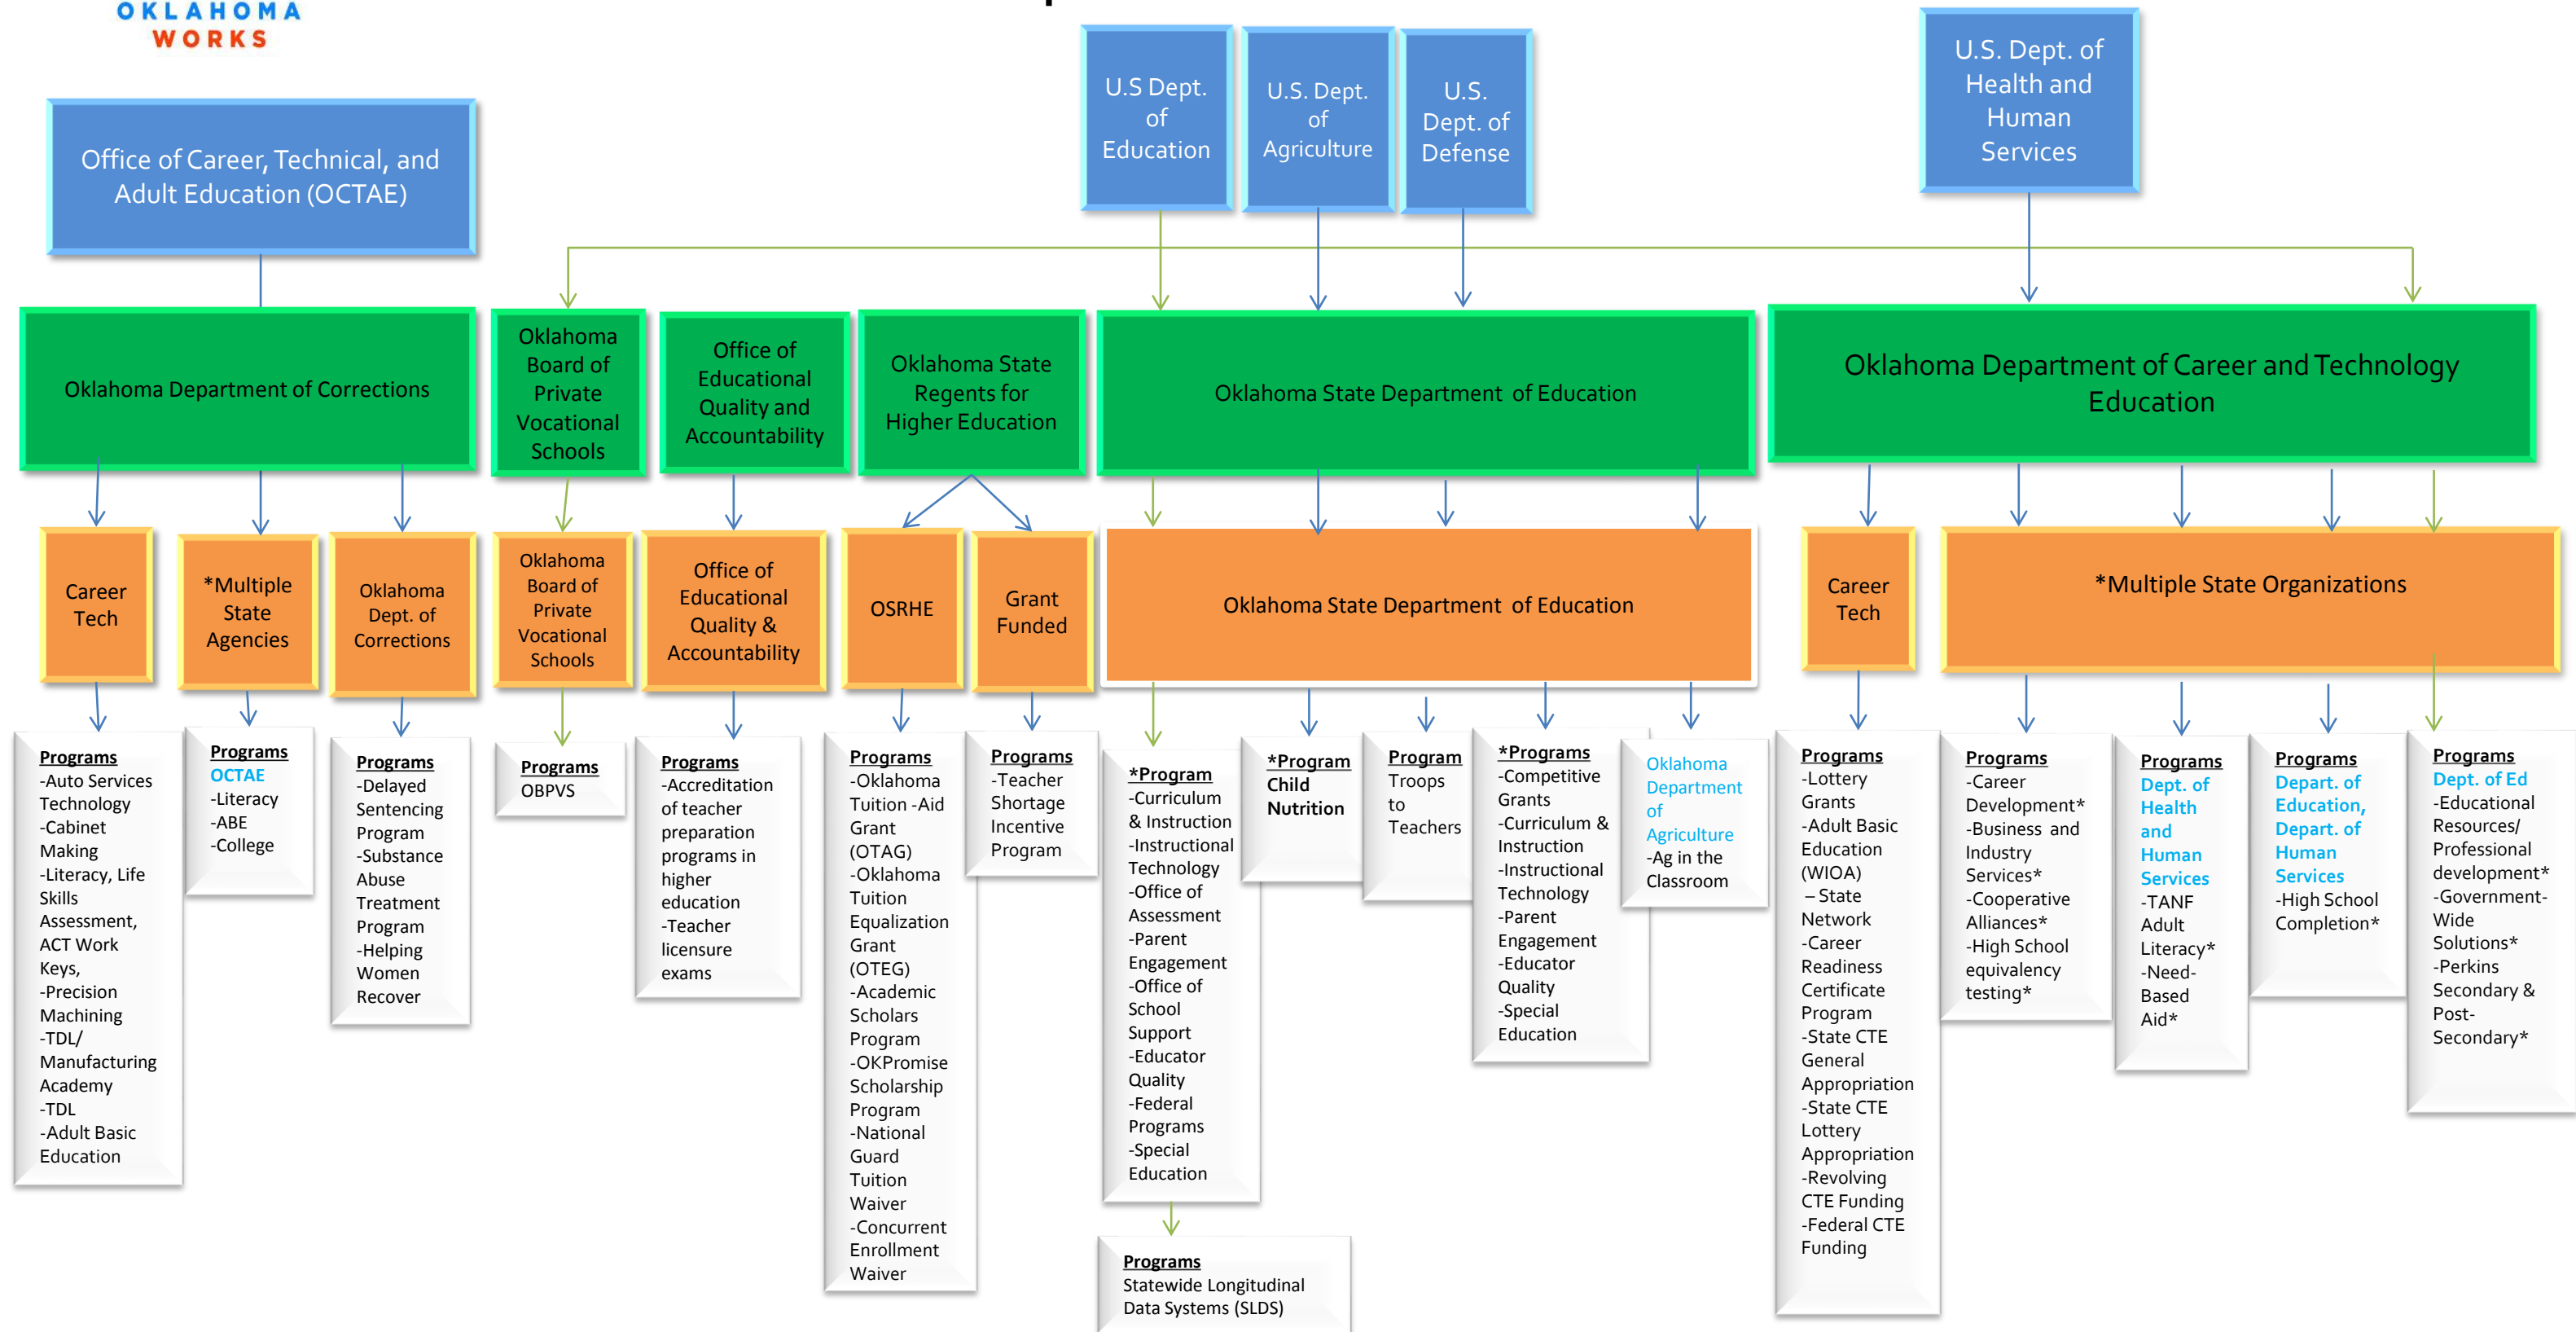 OKLAHOMA
WORKS
Office of Career, Technical, and
Adult Education (OCTAE)
U.S Dept.
of
Education
U.S. Dept.
of
Agriculture
U.S.
Dept. of
Defense
U.S. Dept. of
Health and
Human
Services
Oklahoma Department of Corrections
Oklahoma
Board of
Private
Vocational
Schools
Office of
Educational
Quality and
Accountability
Oklahoma State
Regents for
Higher Education
Oklahoma State Department of Education
Oklahoma Department of Career and Technology
Education
Career
Tech
*Multiple
State
Agencies
Oklahoma
Dept. of
Corrections
Oklahoma
Board of
Private
Vocational
Schools
Office of
Educational
Quality &
Accountability
OSRHE
Grant
Funded
Oklahoma State Department of Education
Career
Tech
*Multiple State Organizations
Programs
-Auto Services
Technology
-Cabinet
Making
-Literacy, Life
Skills
Assessment,
ACT Work
Keys,
-Precision
Machining
-TDL/
Manufacturing
Academy
-TDL
-Adult Basic
Education
Programs
OCTAE
-Literacy
-ABE
-College
Programs
-Delayed
Sentencing
Program
-Substance
Abuse
Treatment
Program
-Helping
Women
Recover
Programs
OBPVS
Programs
-Accreditation
of teacher
preparation
programs in
higher
education
-Teacher
licensure
exams
Programs
-Oklahoma
Tuition -Aid
Grant
(OTAG)
-Oklahoma
Tuition
Equalization
Grant
(OTEG)
-Academic
Scholars
Program
-OKPromise
Scholarship
Program
-National
Guard
Tuition
Waiver
-Concurrent
Enrollment
Waiver
Programs
-Teacher
Shortage
Incentive
Program
*Program
-Curriculum
& Instruction
-Instructional
Technology
-Office of
Assessment
-Parent
Engagement
-Office of
School
Support
-Educator
Quality
-Federal
Programs
-Special
Education
Programs
Statewide Longitudinal
Data Systems (SLDS)
*Program
Child
Nutrition
Program
Troops
to
Teachers
*Programs
-Competitive
Grants
-Curriculum &
Instruction
-Instructional
Technology
-Parent
Engagement
-Educator
Quality
-Special
Education
Oklahoma
Department
of
Agriculture
-Ag in the
Classroom
Programs
-Lottery
Grants
-Adult Basic
Education
(WIOA)
– State
Network
-Career
Readiness
Certificate
Program
-State CTE
General
Appropriation
-State CTE
Lottery
Appropriation
-Revolving
CTE Funding
-Federal CTE
Funding
Programs
-Career
Development*
-Business and
Industry
Services*
-Cooperative
Alliances*
-High School
equivalency
testing*
Programs
Dept. of
Health
and
Human
Services
-TANF
Adult
Literacy*
-Need-
Based
Aid*
Programs
Depart. of
Education,
Depart. of
Human
Services
-High School
Completion*
Programs
Dept. of Ed
-Educational
Resources/
Professional
development*
-Government-
Wide
Solutions*
-Perkins
Secondary &
Post-
Secondary*